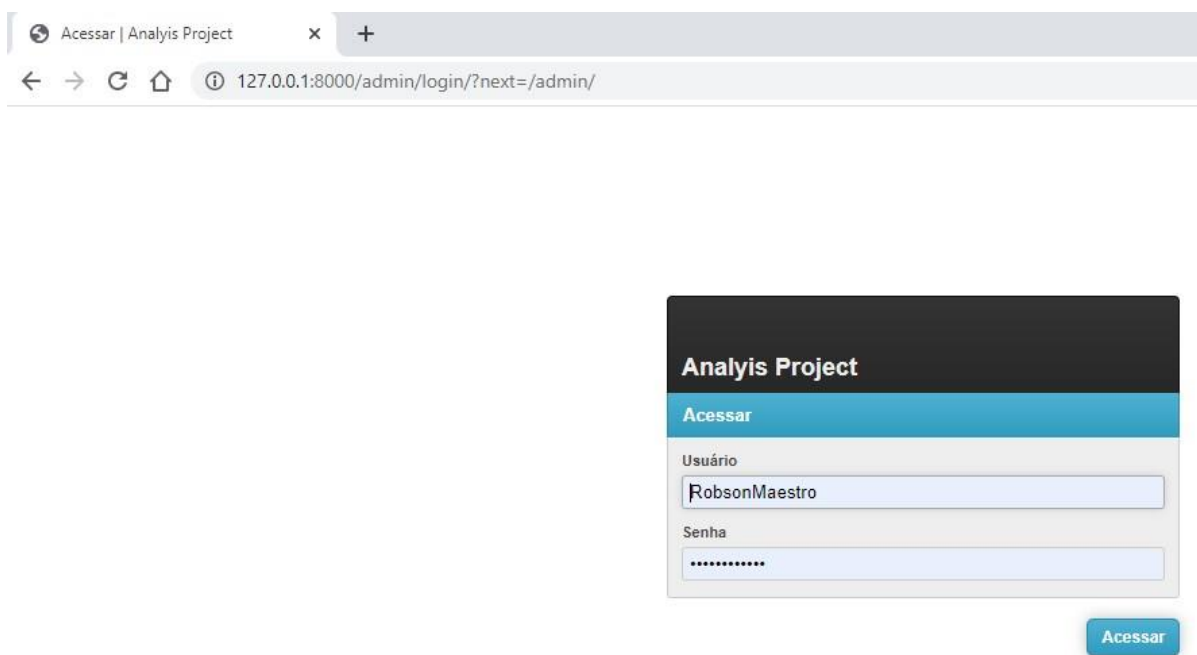 Acessar | Analyis Project
127.0.0.1:8000/admin/login/?next=/admin/
Analyis Project
Acessar
Usuário
RobsonMaestro
Senha
••••••••••••
Acessar